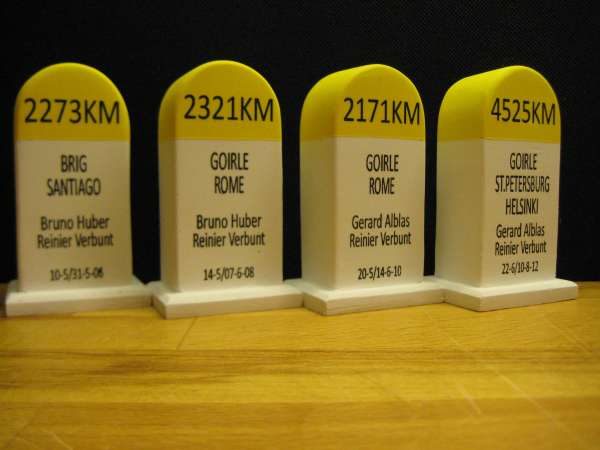 2273KM
BRIG
SANTIAGO
Bruno Huber
Reinier Verbunt
10-5/31-5-06
2321KM
GOIRLE
ROME
Bruno Huber
Reinier Verbunt
14-5/07-6-08
2171KM
GOIRLE
ROME
Gerard Alblas
Reinier Verbunt
20-5/14-6-10
4525KM
GOIRLE
ST.PETERSBURG
HELSINKI
Gerard Alblas
Reinier Verbunt
22-6/10-8-12